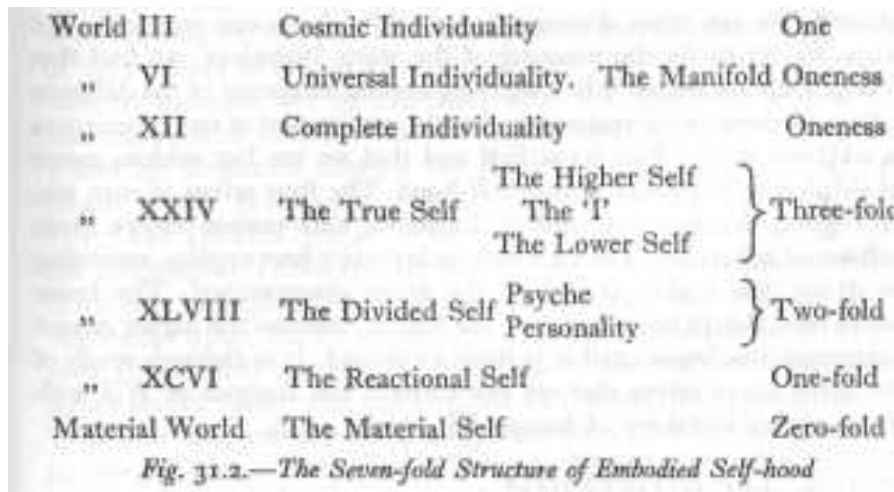 World III Cosmic Individuality One
„ VI Universal Individuality. The Manifold Oneness
„ XII Complete Individuality Oneness
The Higher Self
„ XXIV The True Self The 'I' Three-fold
The Lower Self
„ XLVIII The Divided Self Psyche Two-fold
Personality
„ XCVI The Reactional Self One-fold
Material World The Material Self Zero-fold
Fig. 31.2.—The Seven-fold Structure of Embodied Self-hood